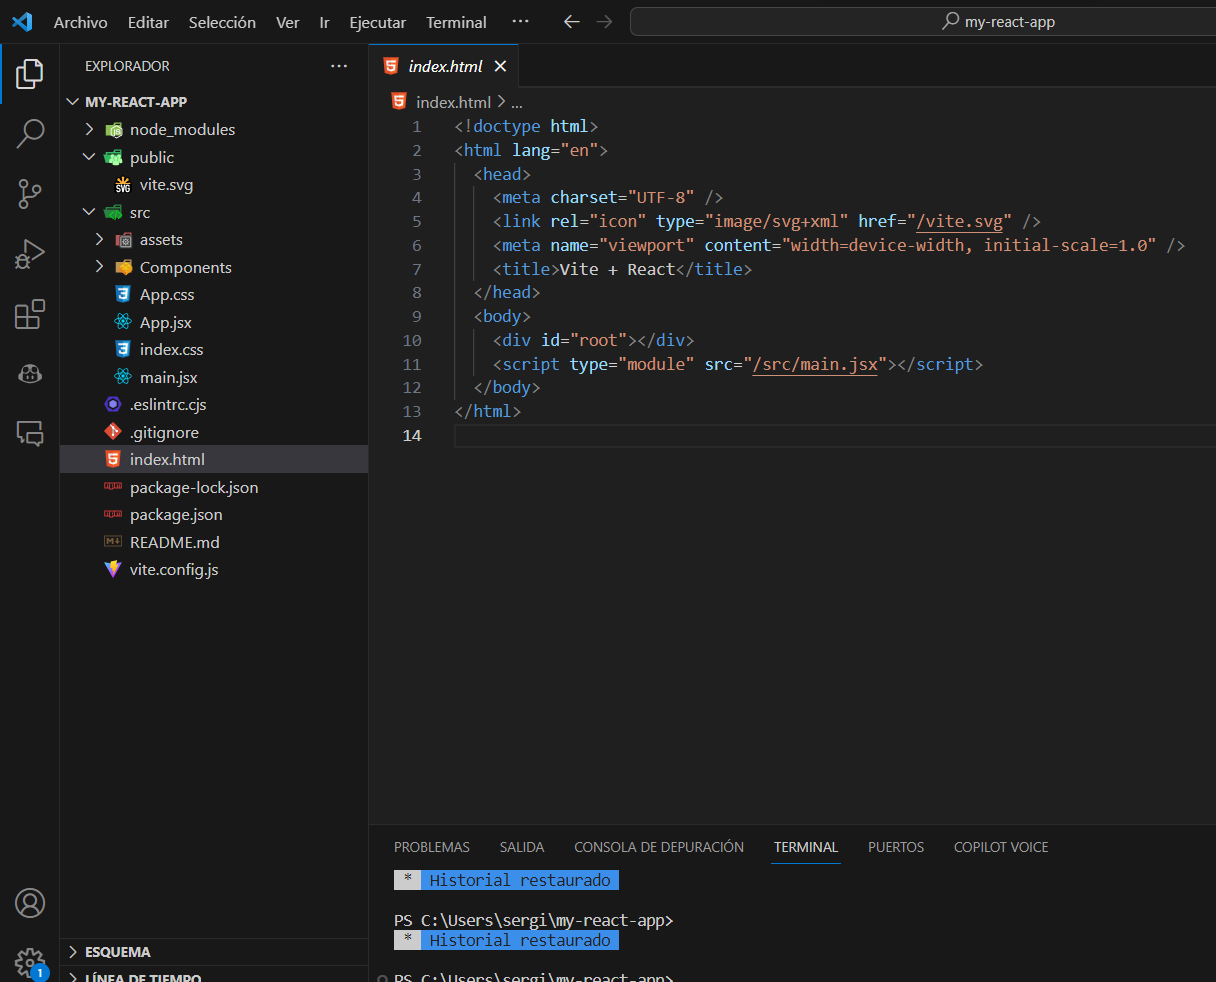 Archivo Editar Selección Ver Ir Ejecutar Terminal ··· my-react-app
EXPLORADOR ···
MY-REACT-APP
node_modules
public
vite.svg
src
assets
Components
App.css
App.jsx
index.css
main.jsx
.eslintrc.cjs
.gitignore
index.html
package-lock.json
package.json
README.md
vite.config.js
ESQUEMA
LÍNEA DE TIEMPO
1
index.html
index.html > ...
1 <!doctype html>
2 <html lang="en">
3 <head>
4 <meta charset="UTF-8" />
5 <link rel="icon" type="image/svg+xml" href="/vite.svg" />
6 <meta name="viewport" content="width=device-width, initial-scale=1.0" />
7 <title>Vite + React</title>
8 </head>
9 <body>
10 <div id="root"></div>
11 <script type="module" src="/src/main.jsx"></script>
12 </body>
13 </html>
14
PROBLEMAS SALIDA CONSOLA DE DEPURACIÓN TERMINAL PUERTOS COPILOT VOICE
* Historial restaurado
PS C:\Users\sergi\my-react-app>
* Historial restaurado
PS C:\Users\sergi\my-react-app>